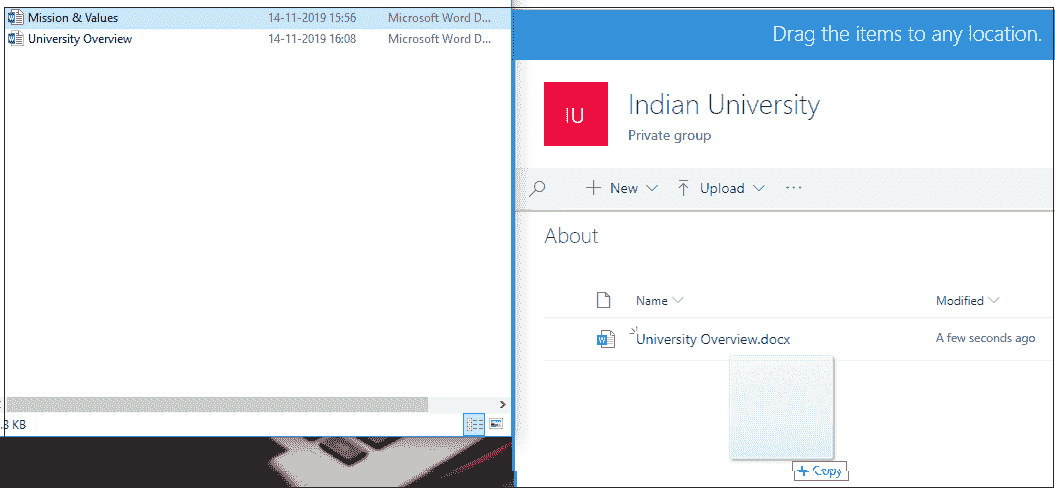 Mission & Values 14-11-2019 15:56 Microsoft Word D...
University Overview 14-11-2019 16:08 Microsoft Word D...
.3 KB
Drag the items to any location.
IU
Indian University
Private group
New Upload ...
About
Name Modified
University Overview.docx A few seconds ago
+ Copy